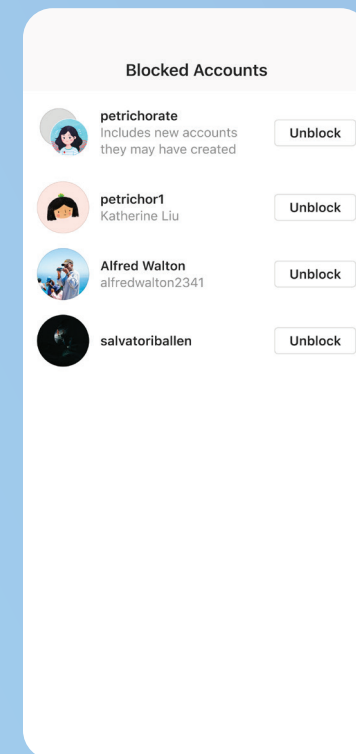 Blocked Accounts
petrichorate
Includes new accounts
they may have created
Unblock
petrichor1
Katherine Liu
Unblock
Alfred Walton
alfredwalton2341
Unblock
salvatoriballen
Unblock